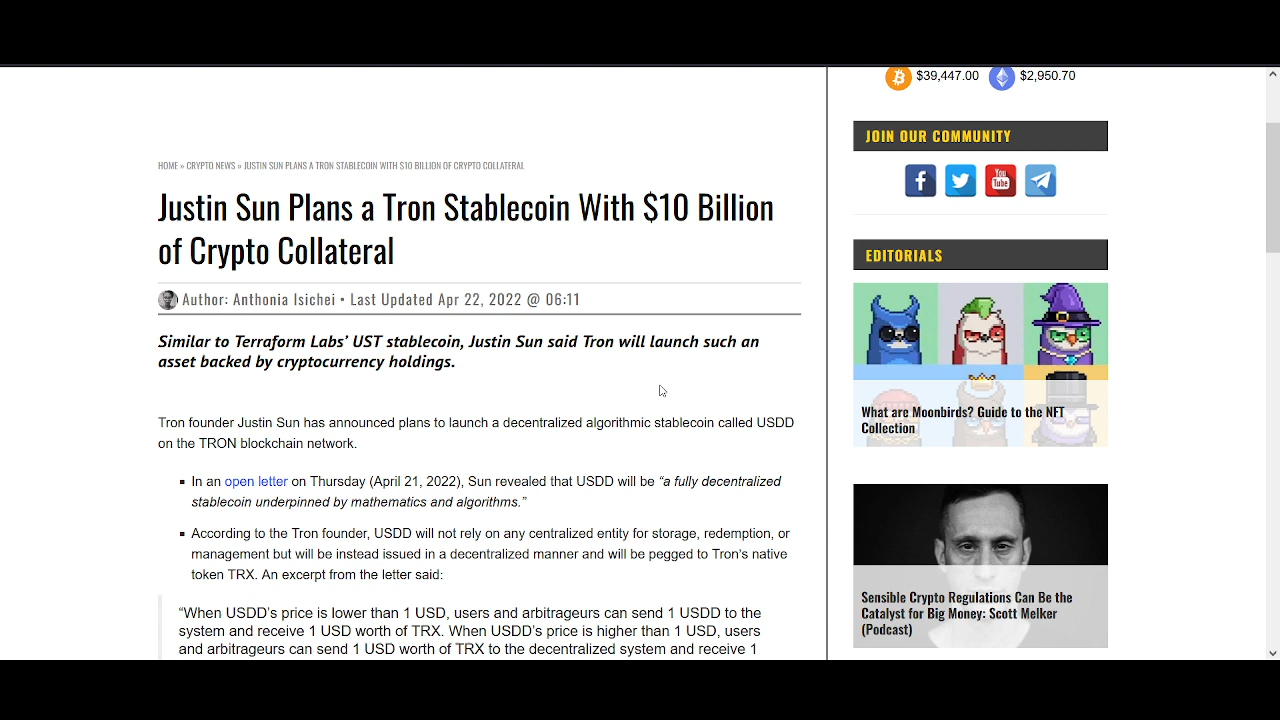 $39,447.00 $2,950.70
HOME » CRYPTO NEWS » JUSTIN SUN PLANS A TRON STABLECOIN WITH $10 BILLION OF CRYPTO COLLATERAL
Justin Sun Plans a Tron Stablecoin With $10 Billion
of Crypto Collateral
Author: Anthonia Isichei • Last Updated Apr 22, 2022 @ 06:11
Similar to Terraform Labs’ UST stablecoin, Justin Sun said Tron will launch such an
asset backed by cryptocurrency holdings.
Tron founder Justin Sun has announced plans to launch a decentralized algorithmic stablecoin called USDD
on the TRON blockchain network.
▪ In an open letter on Thursday (April 21, 2022), Sun revealed that USDD will be “a fully decentralized
stablecoin underpinned by mathematics and algorithms.”
▪ According to the Tron founder, USDD will not rely on any centralized entity for storage, redemption, or
management but will be instead issued in a decentralized manner and will be pegged to Tron’s native
token TRX. An excerpt from the letter said:
“When USDD’s price is lower than 1 USD, users and arbitrageurs can send 1 USDD to the
system and receive 1 USD worth of TRX. When USDD’s price is higher than 1 USD, users
and arbitrageurs can send 1 USD worth of TRX to the decentralized system and receive 1
JOIN OUR COMMUNITY
You
Tube
EDITORIALS
What are Moonbirds? Guide to the NFT
Collection
Sensible Crypto Regulations Can Be the
Catalyst for Big Money: Scott Melker
(Podcast)